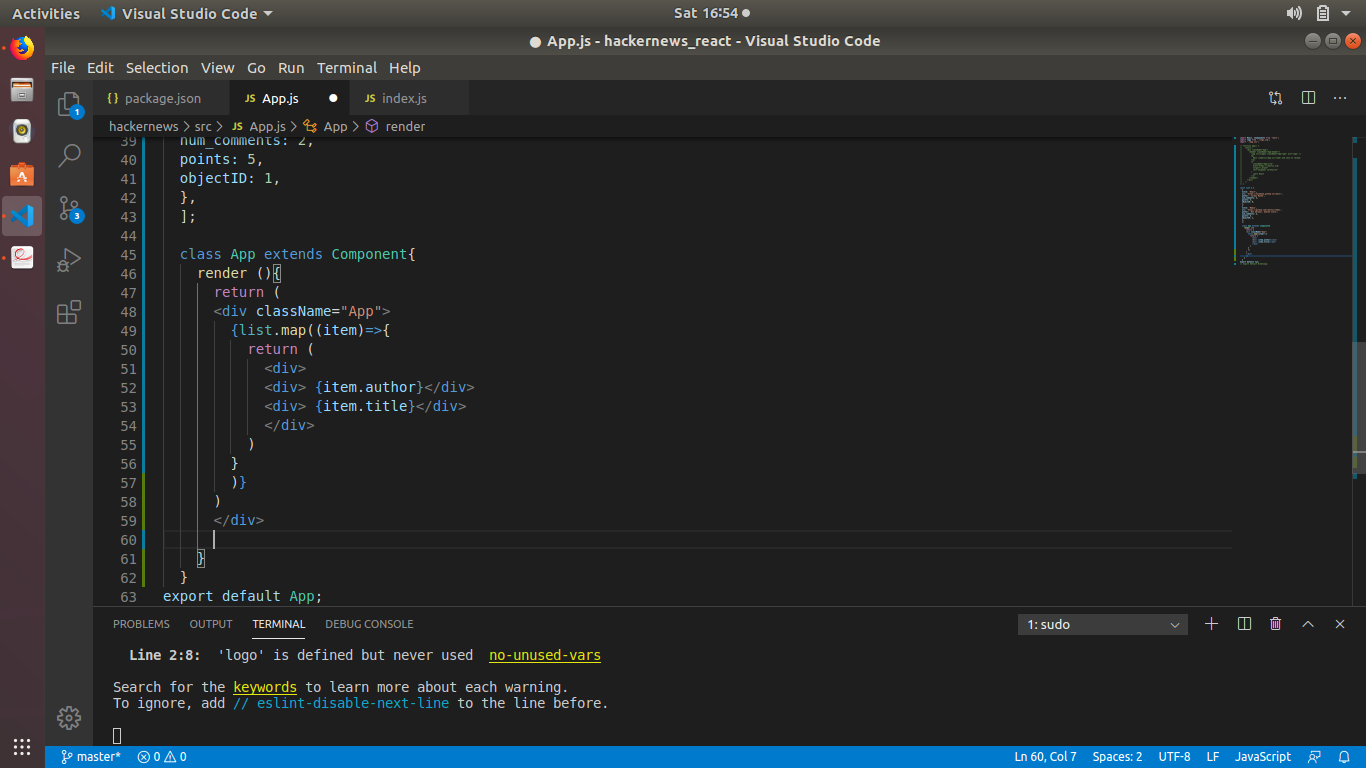 Activities Visual Studio Code Sat 16:54
App.js - hackernews_react - Visual Studio Code
File Edit Selection View Go Run Terminal Help
{} package.json JS App.js JS index.js
hackernews > src > JS App.js > App > render
39 num_comments: 2,
40 points: 5,
41 objectID: 1,
42 },
43 ];
44
45 class App extends Component{
46 render (){
47 return (
48 <div className="App">
49 {list.map((item)=>{
50 return (
51 <div>
52 <div> {item.author}</div>
53 <div> {item.title}</div>
54 </div>
55 )
56 }
57 )}
58 )
59 </div>
60
61 }
62 }
63 export default App;
1
3
PROBLEMS OUTPUT TERMINAL DEBUG CONSOLE 1: sudo
Line 2:8: 'logo' is defined but never used no-unused-vars
Search for the keywords to learn more about each warning.
To ignore, add // eslint-disable-next-line to the line before.
master* 0 0 Ln 60, Col 7 Spaces: 2 UTF-8 LF JavaScript